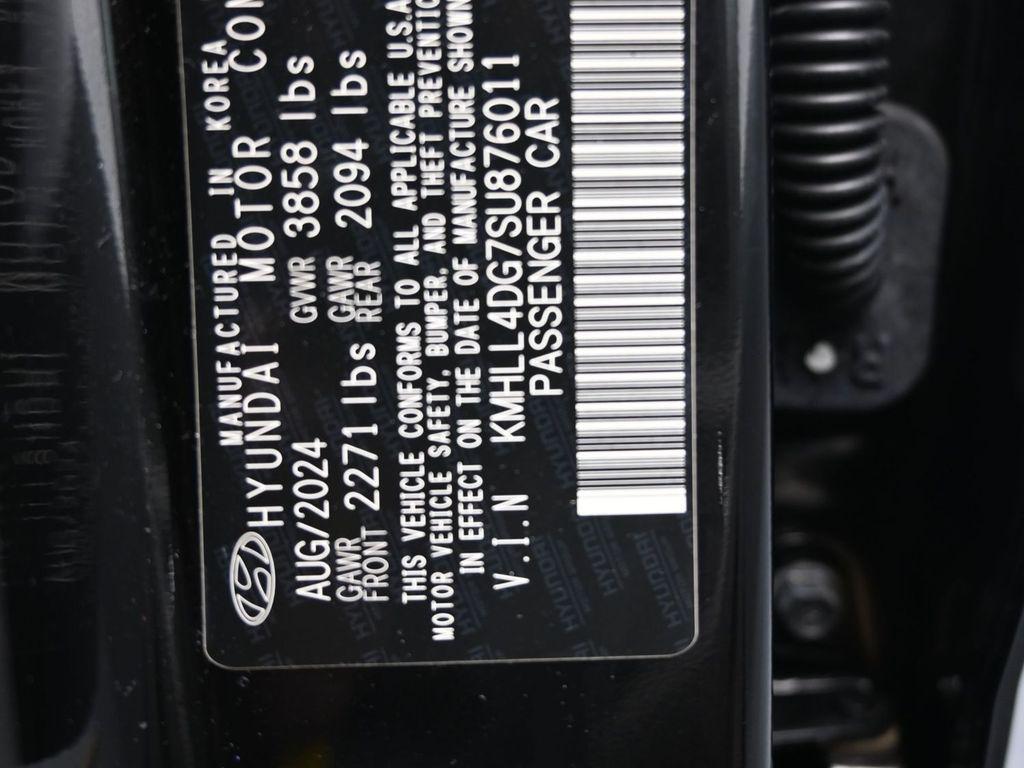 MANUFACTURED IN KOREA
HYUNDAI MOTOR
AUG/2024 GVWR 3858 lbs
GAWR FRONT 2271 lbs GAWR REAR 2094 lbs
THIS VEHICLE CONFORMS TO ALL APPLICABLE U.S.A
MOTOR VEHICLE SAFETY, BUMPER, AND THEFT
IN EFFECT ON THE DATE OF MANUFACTURE SHOWN
V.I.N KMHLL4DG7SU876011
PASSENGER CAR